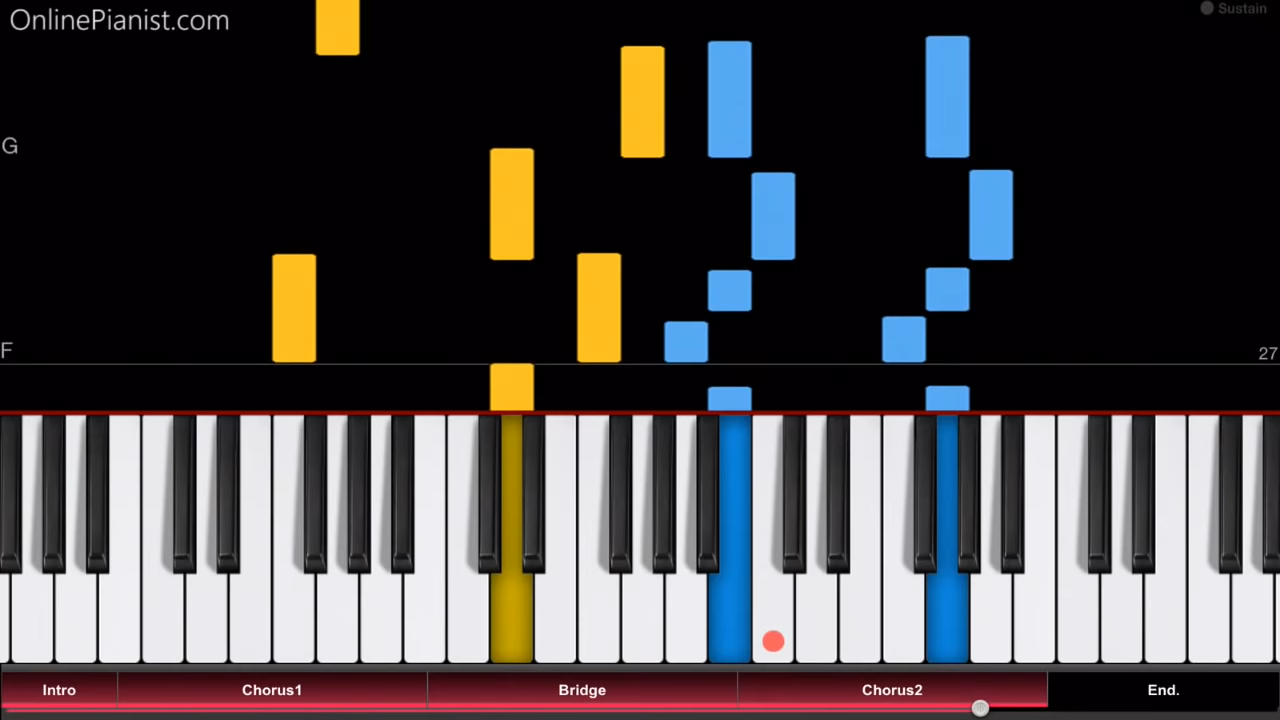 OnlinePianist.com
Sustain
G
F
27
Intro Chorus1 Bridge Chorus2 End.